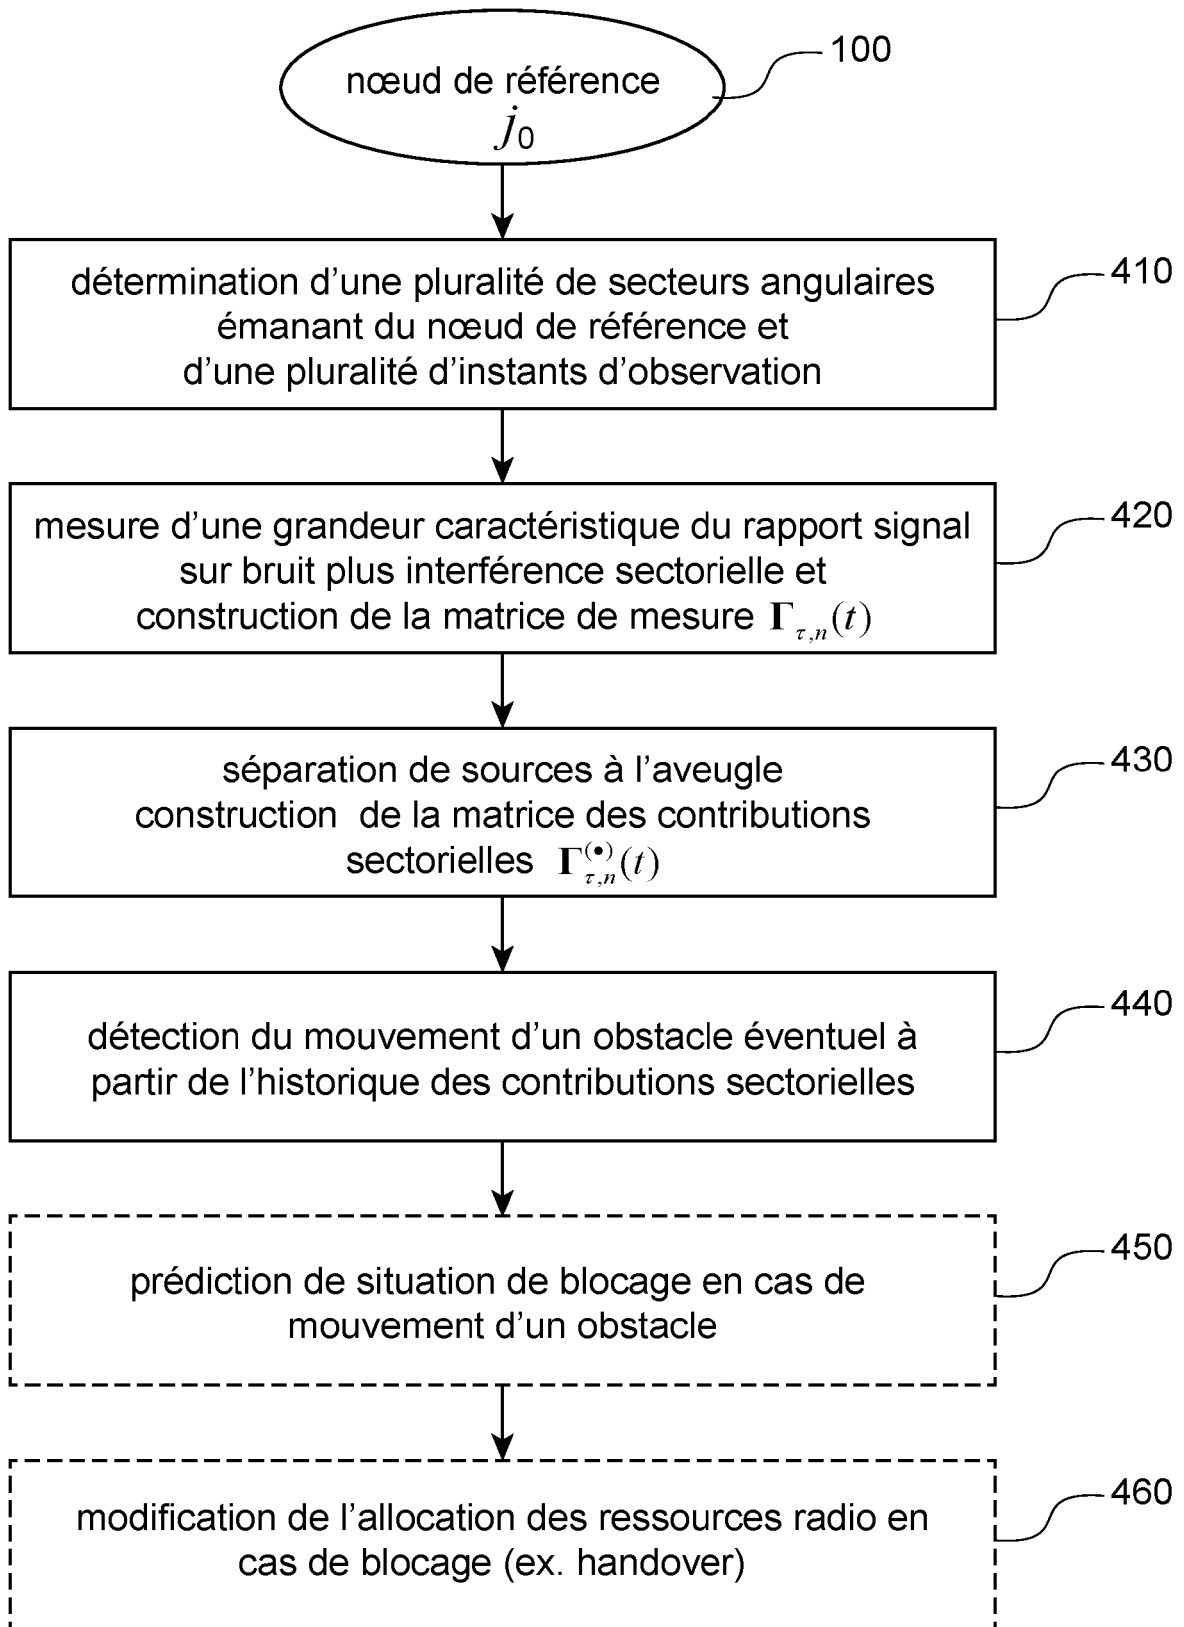 nœud de référence
j₀
100
détermination d'une pluralité de secteurs angulaires
émanant du nœud de référence et
d'une pluralité d'instants d'observation
410
mesure d'une grandeur caractéristique du rapport signal
sur bruit plus interférence sectorielle et
construction de la matrice de mesure Γ_{τ,n}(t)
420
séparation de sources à l'aveugle
construction de la matrice des contributions
sectorielles Γ_{τ,n}^{(•)}(t)
430
détection du mouvement d'un obstacle éventuel à
partir de l'historique des contributions sectorielles
440
prédiction de situation de blocage en cas de
mouvement d'un obstacle
450
modification de l'allocation des ressources radio en
cas de blocage (ex. handover)
460